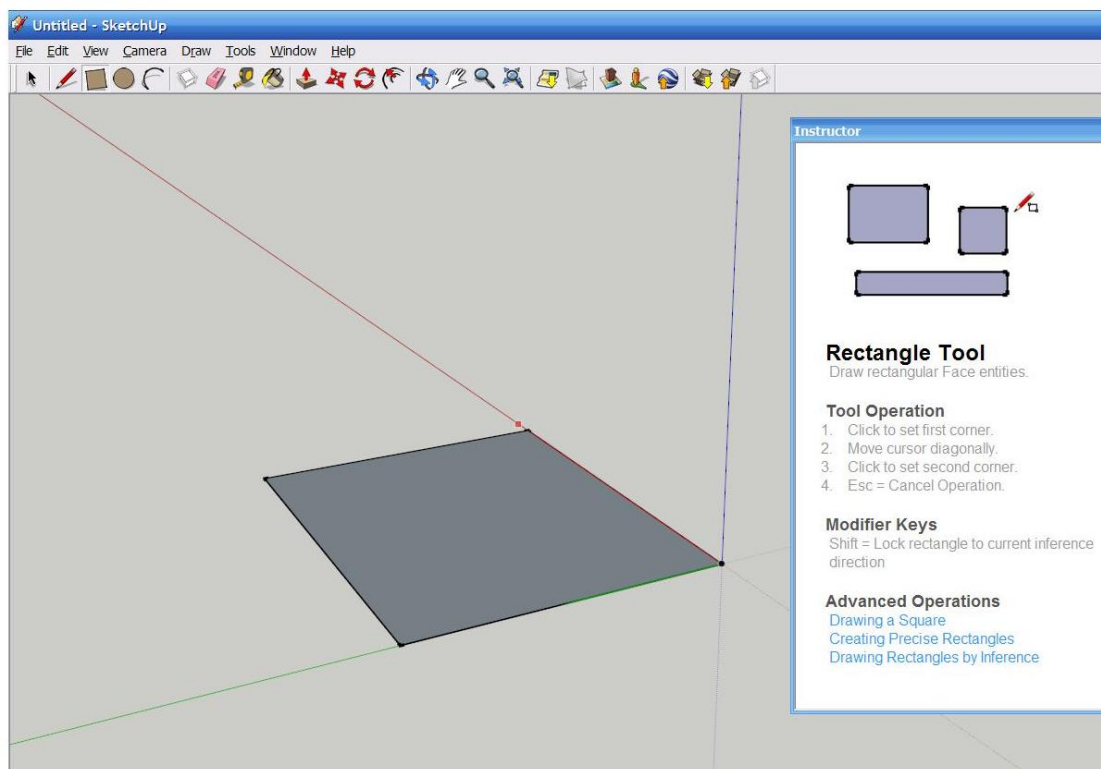 Untitled - SketchUp
File Edit View Camera Draw Tools Window Help
Instructor
Rectangle Tool
Draw rectangular Face entities.
Tool Operation
1. Click to set first corner.
2. Move cursor diagonally.
3. Click to set second corner.
4. Esc = Cancel Operation.
Modifier Keys
Shift = Lock rectangle to current inference
direction
Advanced Operations
Drawing a Square
Creating Precise Rectangles
Drawing Rectangles by Inference